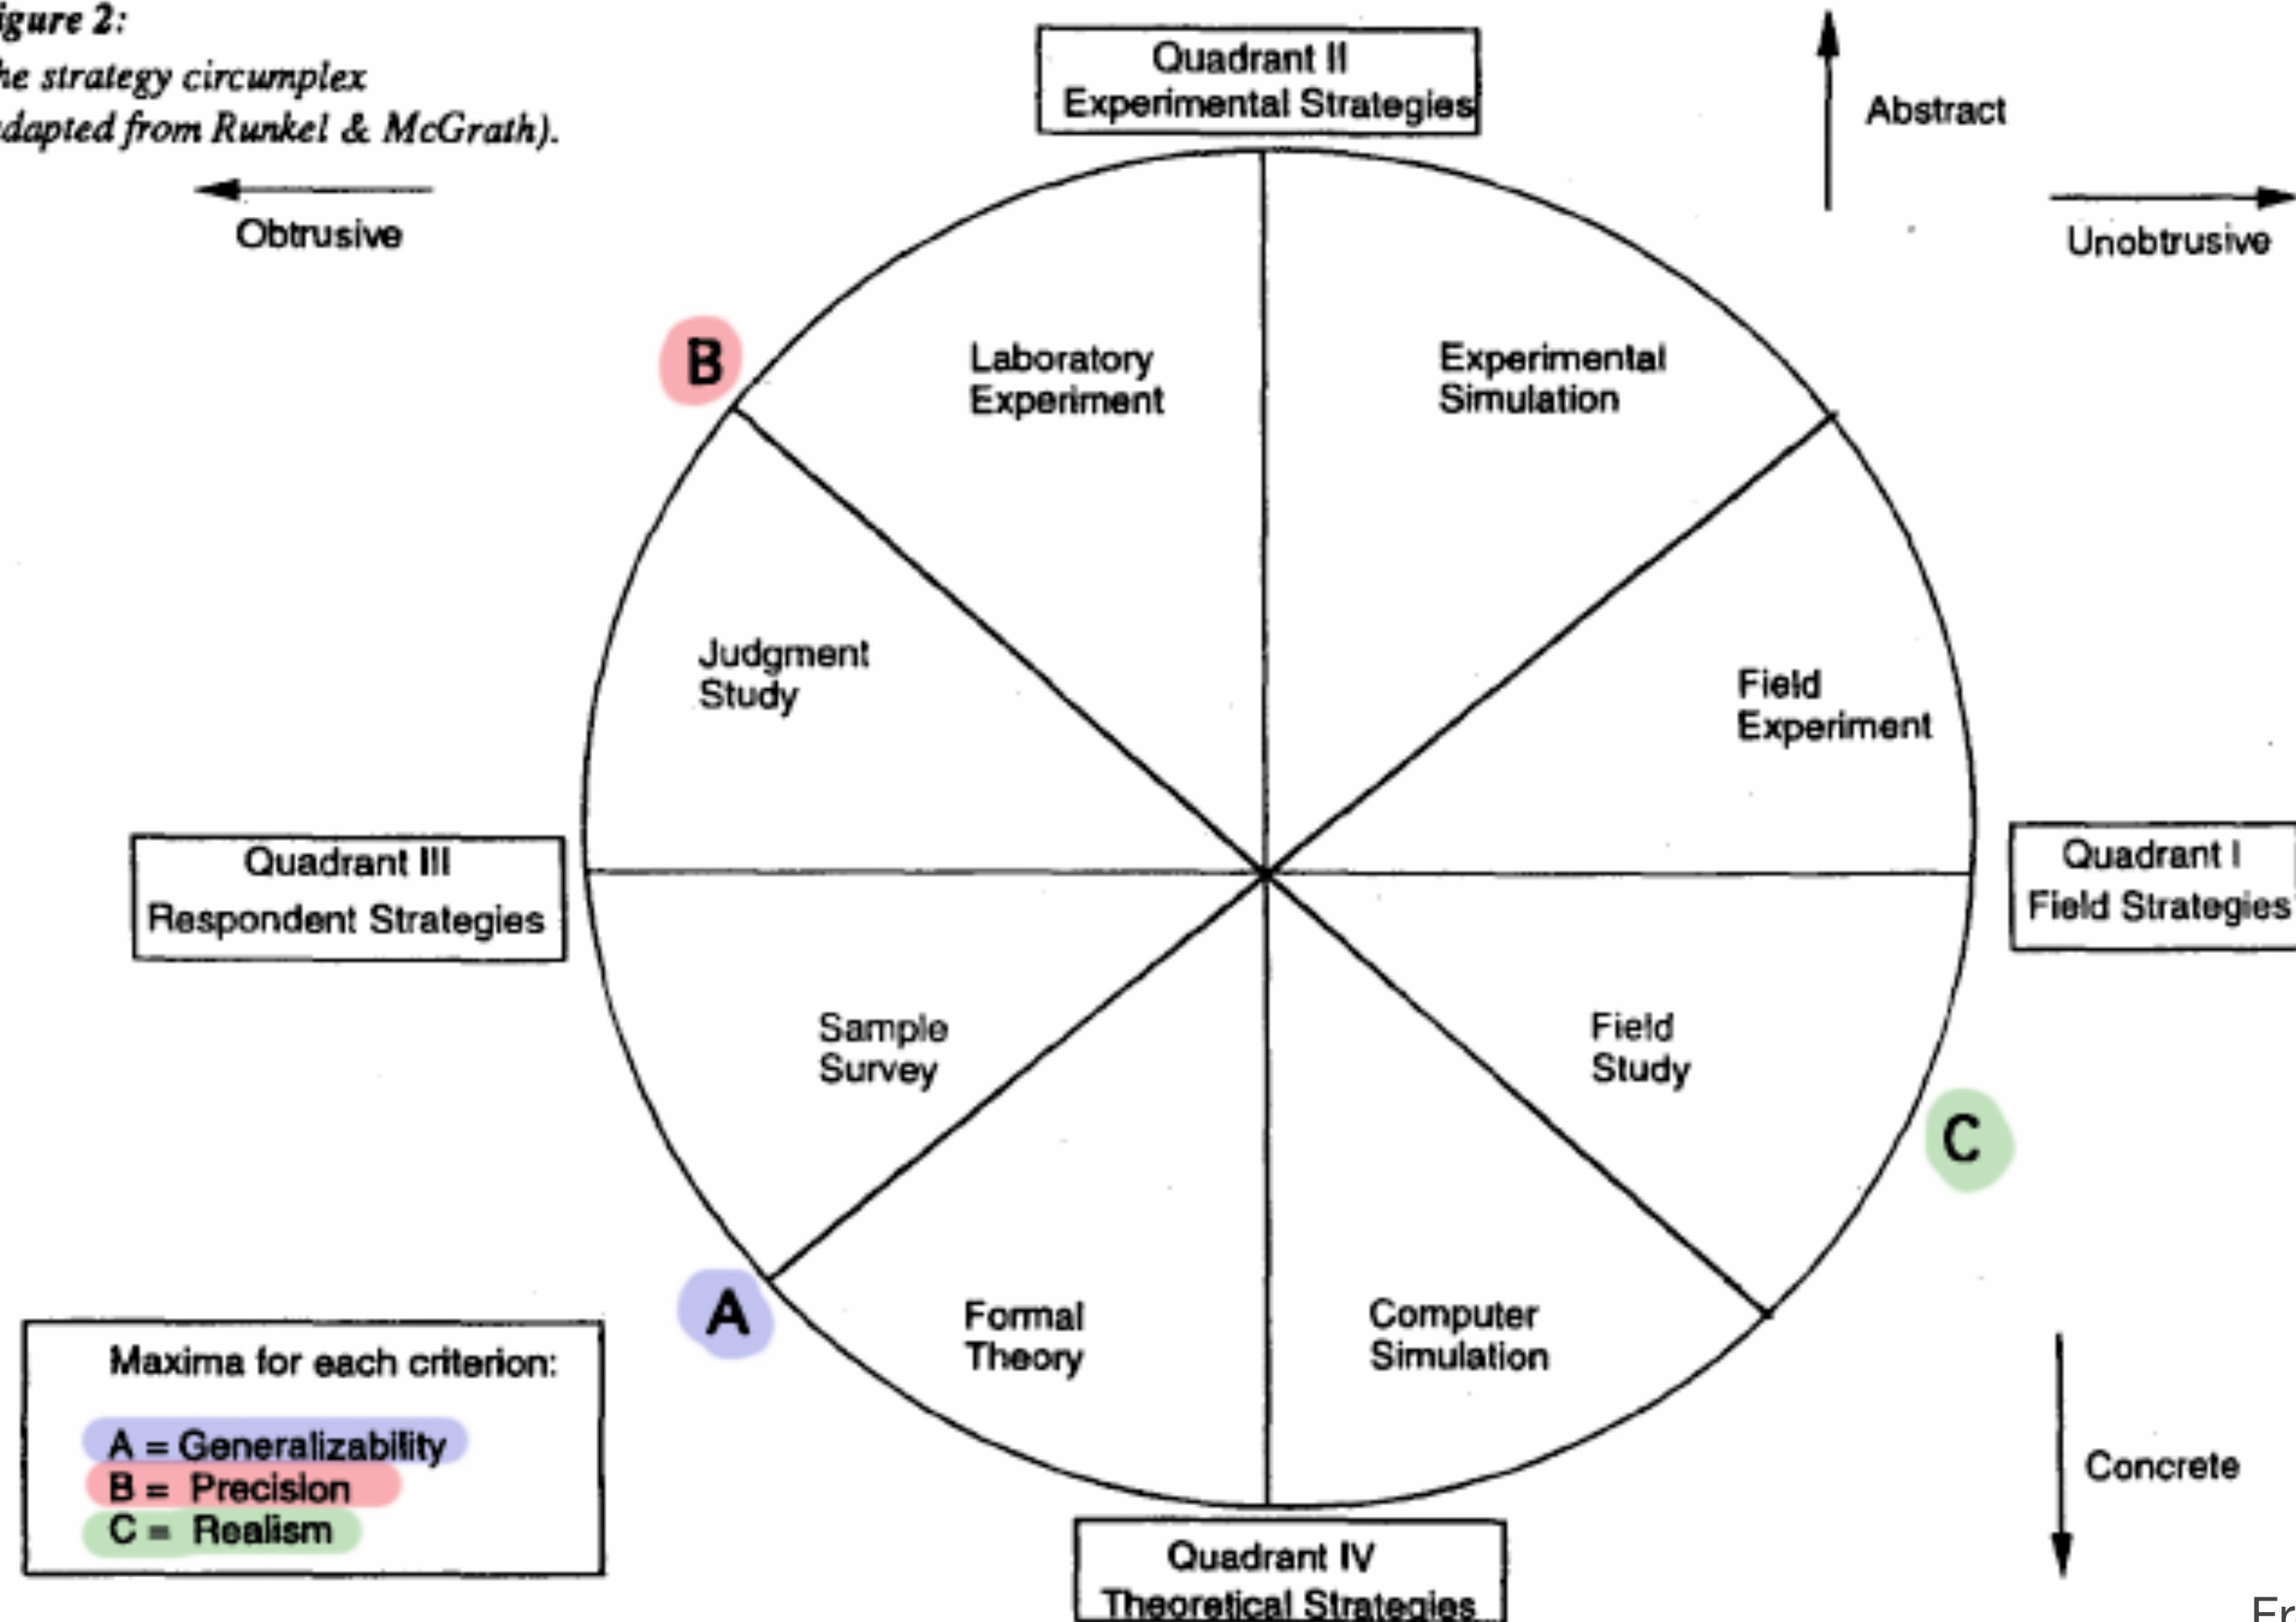 igure 2:
he strategy circumplex
dapted from Runkel & McGrath).
Obtrusive
Quadrant II
Experimental Strategies
Abstract
Unobtrusive
B
Laboratory
Experiment
Experimental
Simulation
Judgment
Study
Field
Experiment
Quadrant III
Respondent Strategies
Quadrant I
Field Strategies
Sample
Survey
Field
Study
C
A
Formal
Theory
Computer
Simulation
Maxima for each criterion:
A = Generalizability
B = Precision
C = Realism
Concrete
Quadrant IV
Theoretical Strategies